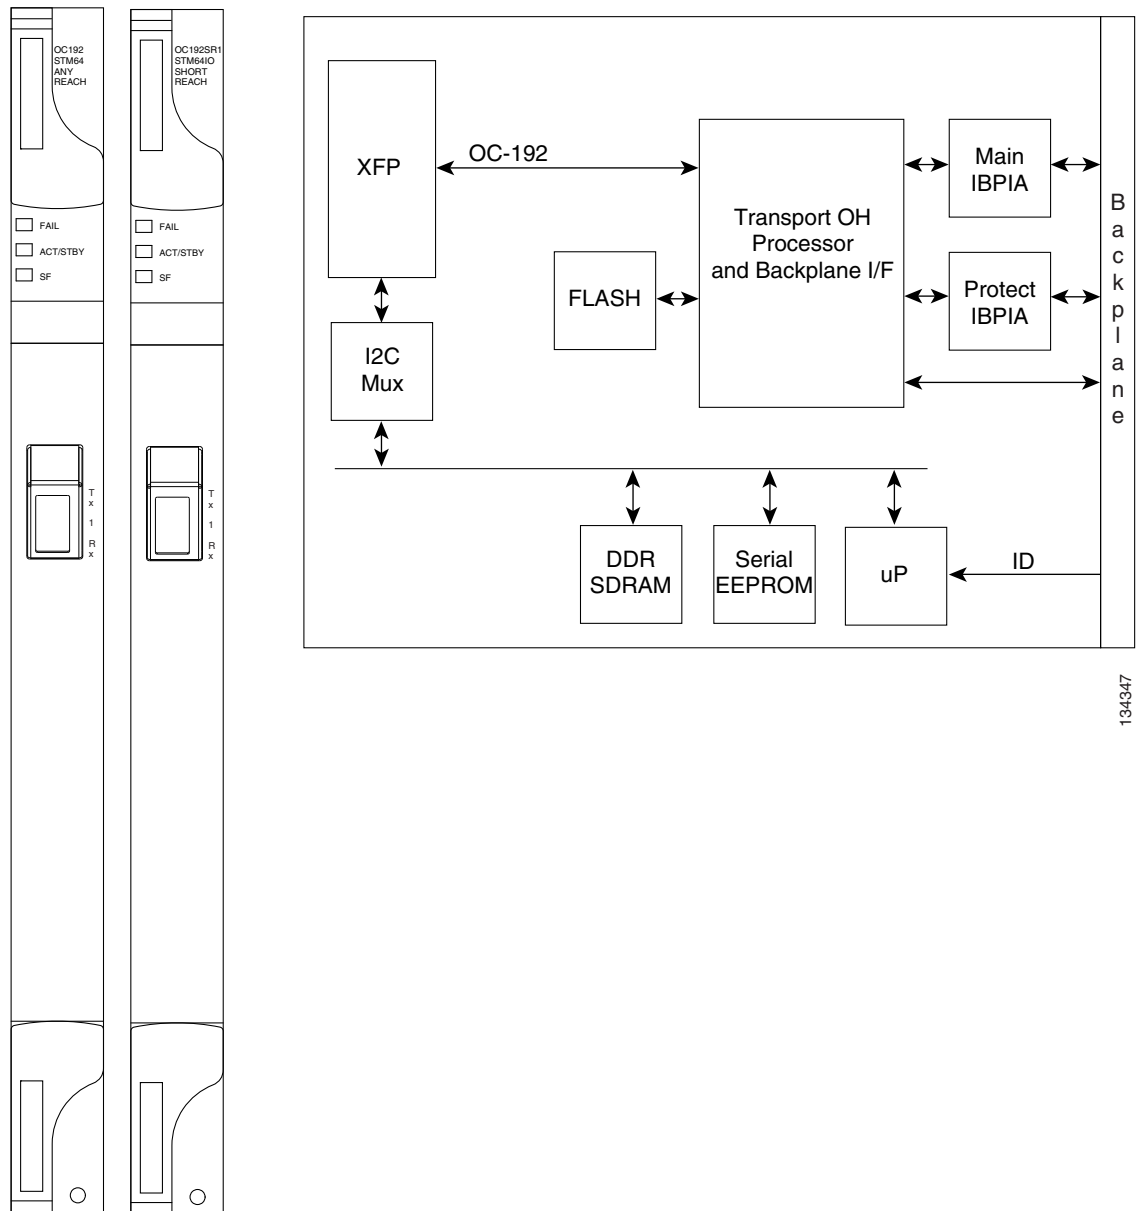 OC192
STM64
ANY
REACH
FAIL
ACT/STBY
SF
Tx
1
Rx
OC192SR1
STM64IO
SHORT
REACH
FAIL
ACT/STBY
SF
Tx
1
Rx
XFP
OC-192
Transport OH
Processor
and Backplane I/F
Main
IBPIA
Protect
IBPIA
FLASH
I2C
Mux
DDR
SDRAM
Serial
EEPROM
uP
ID
Backplane
134347